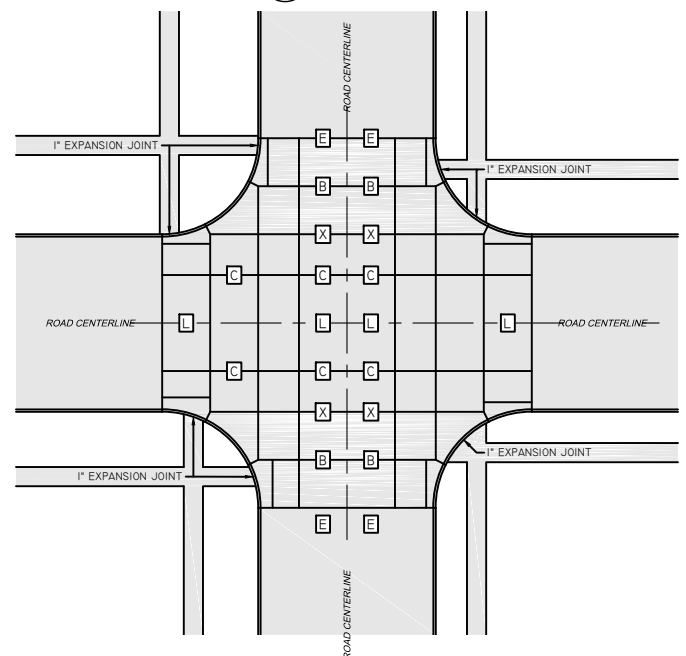 ROAD CENTERLINE
E E
1" EXPANSION JOINT
1" EXPANSION JOINT
B B
X X
C C C
ROAD CENTERLINE L L L L ROAD CENTERLINE
C C C
X X
B B
1" EXPANSION JOINT
1" EXPANSION JOINT
E E
ROAD CENTERLINE